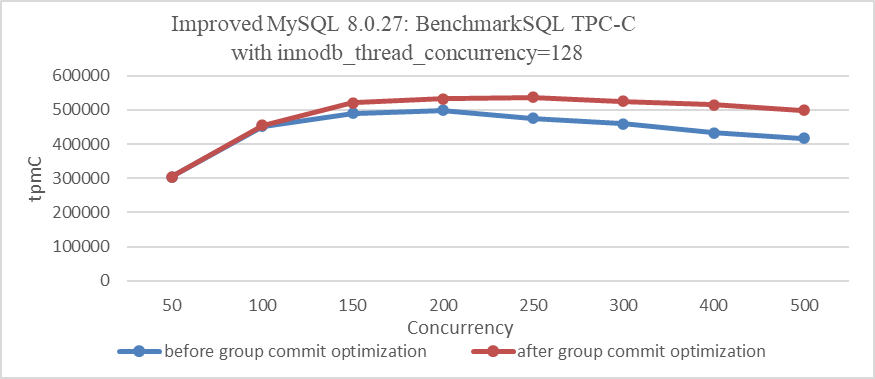 Improved MySQL 8.0.27: BenchmarkSQL TPC-C
with innodb_thread_concurrency=128
600000
500000
400000
300000
200000
100000
0
tpmC
50 100 150 200 250 300 400 500
Concurrency
before group commit optimization after group commit optimization